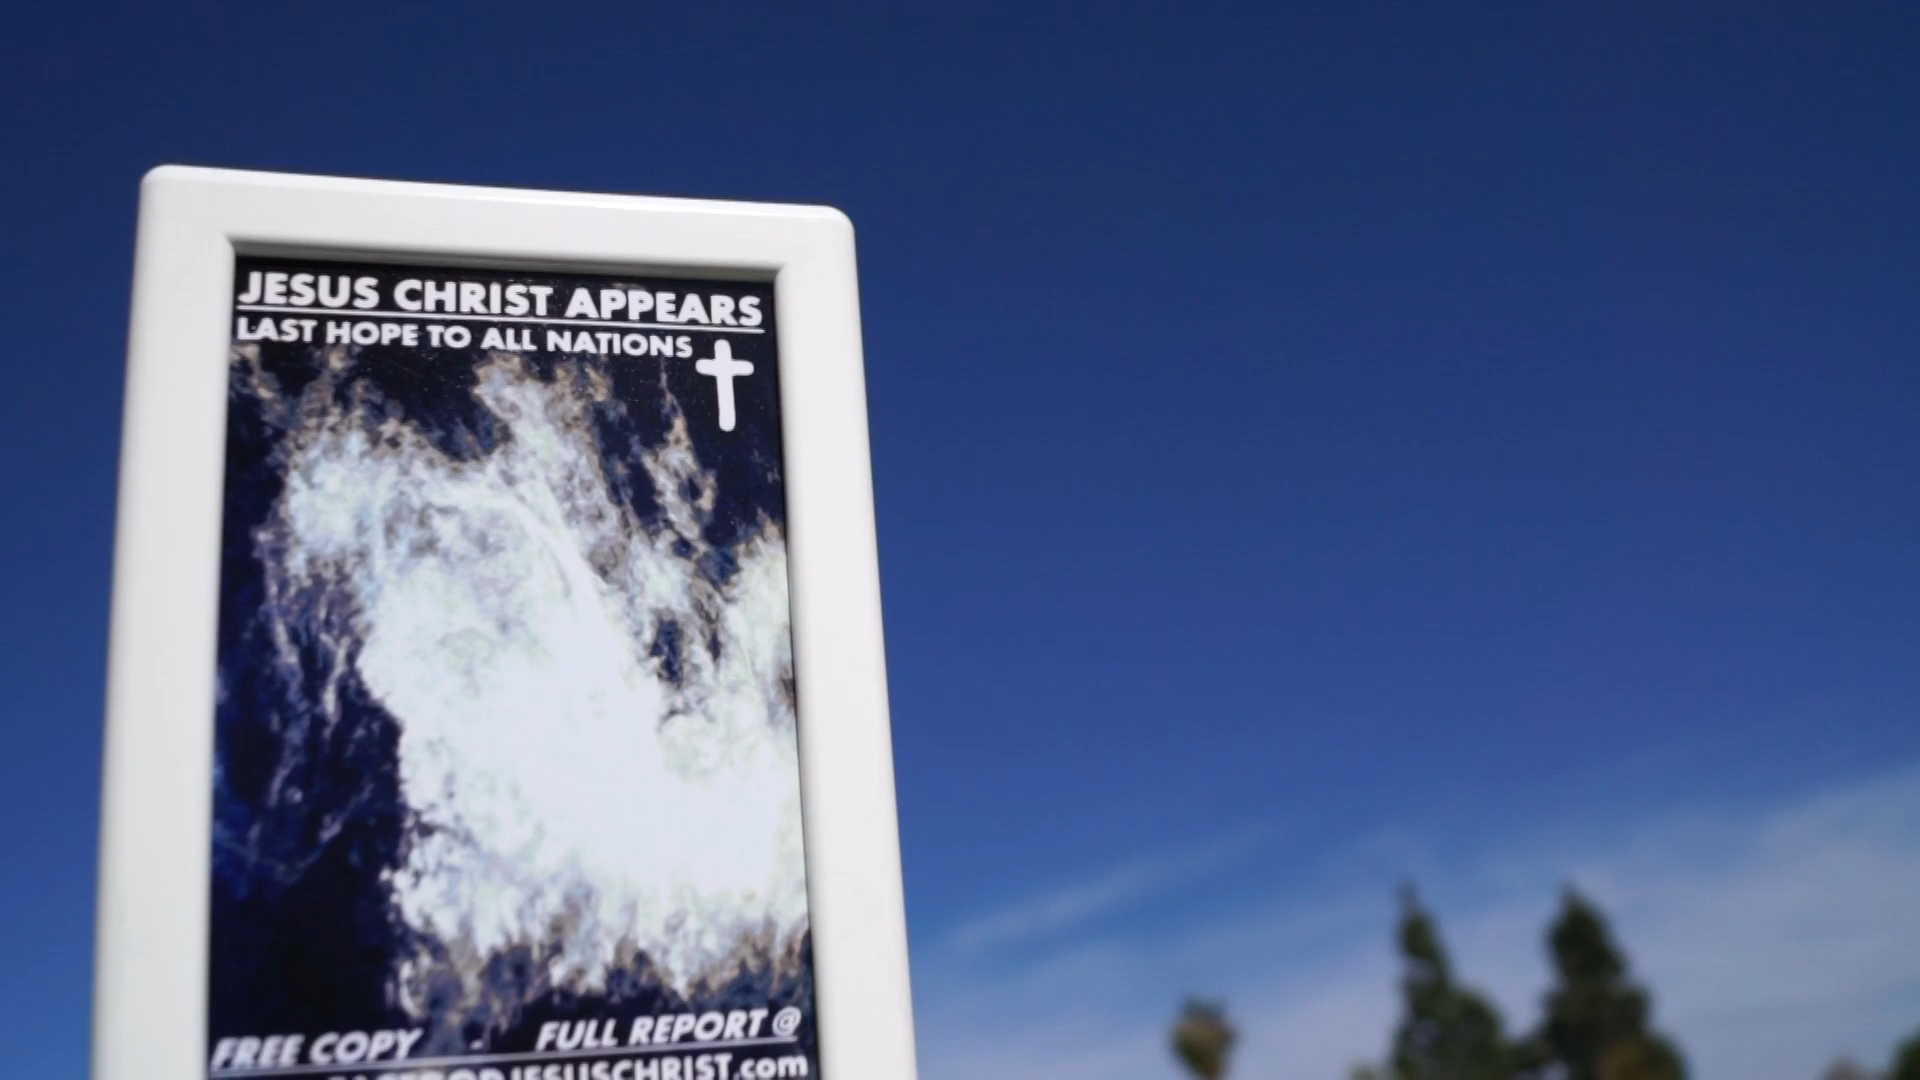 JESUS CHRIST APPEARS
LAST HOPE TO ALL NATIONS
FREE COPY - FULL REPORT @